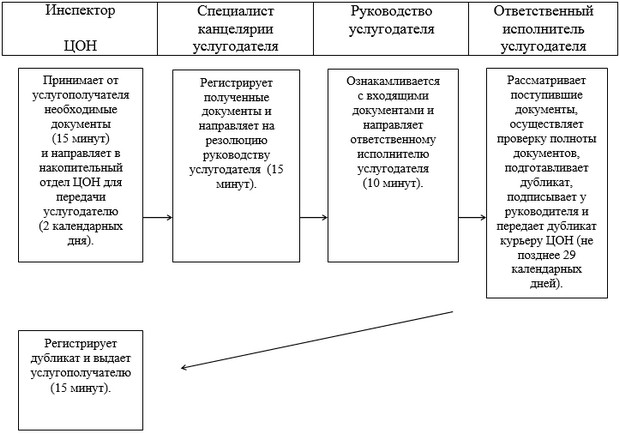 Инспектор
ЦОН
Специалист
канцелярии
услугодателя
Руководство
услугодателя
Ответственный
исполнитель
услугодателя
Принимает от
услугополучателя
необходимые
документы
(15 минут)
и направляет в
накопительный
отдел ЦОН для
передачи
услугодателю
(2 календарных
дня).
Регистрирует
полученные
документы и
направляет на
резолюцию
руководству
услугодателя (15
минут).
Ознакамливается
с входящими
документами и
направляет
ответственному
исполнителю
услугодателя
(10 минут).
Рассматривает
поступившие
документы,
осуществляет
проверку полноты
документов,
подготавливает
дубликат,
подписывает у
руководителя и
передает дубликат
курьеру ЦОН (не
позднее 29
календарных
дней).
Регистрирует
дубликат и выдает
услугополучателю
(15 минут).